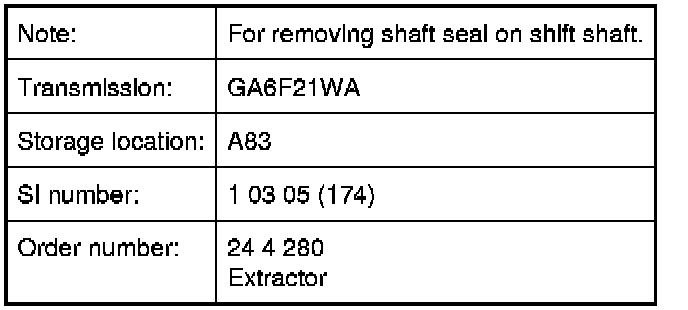 Note: For removing shaft seal on shift shaft.
Transmission: GA6F21WA
Storage location: A83
SI number: 1 03 05 (174)
Order number: 24 4 280
Extractor